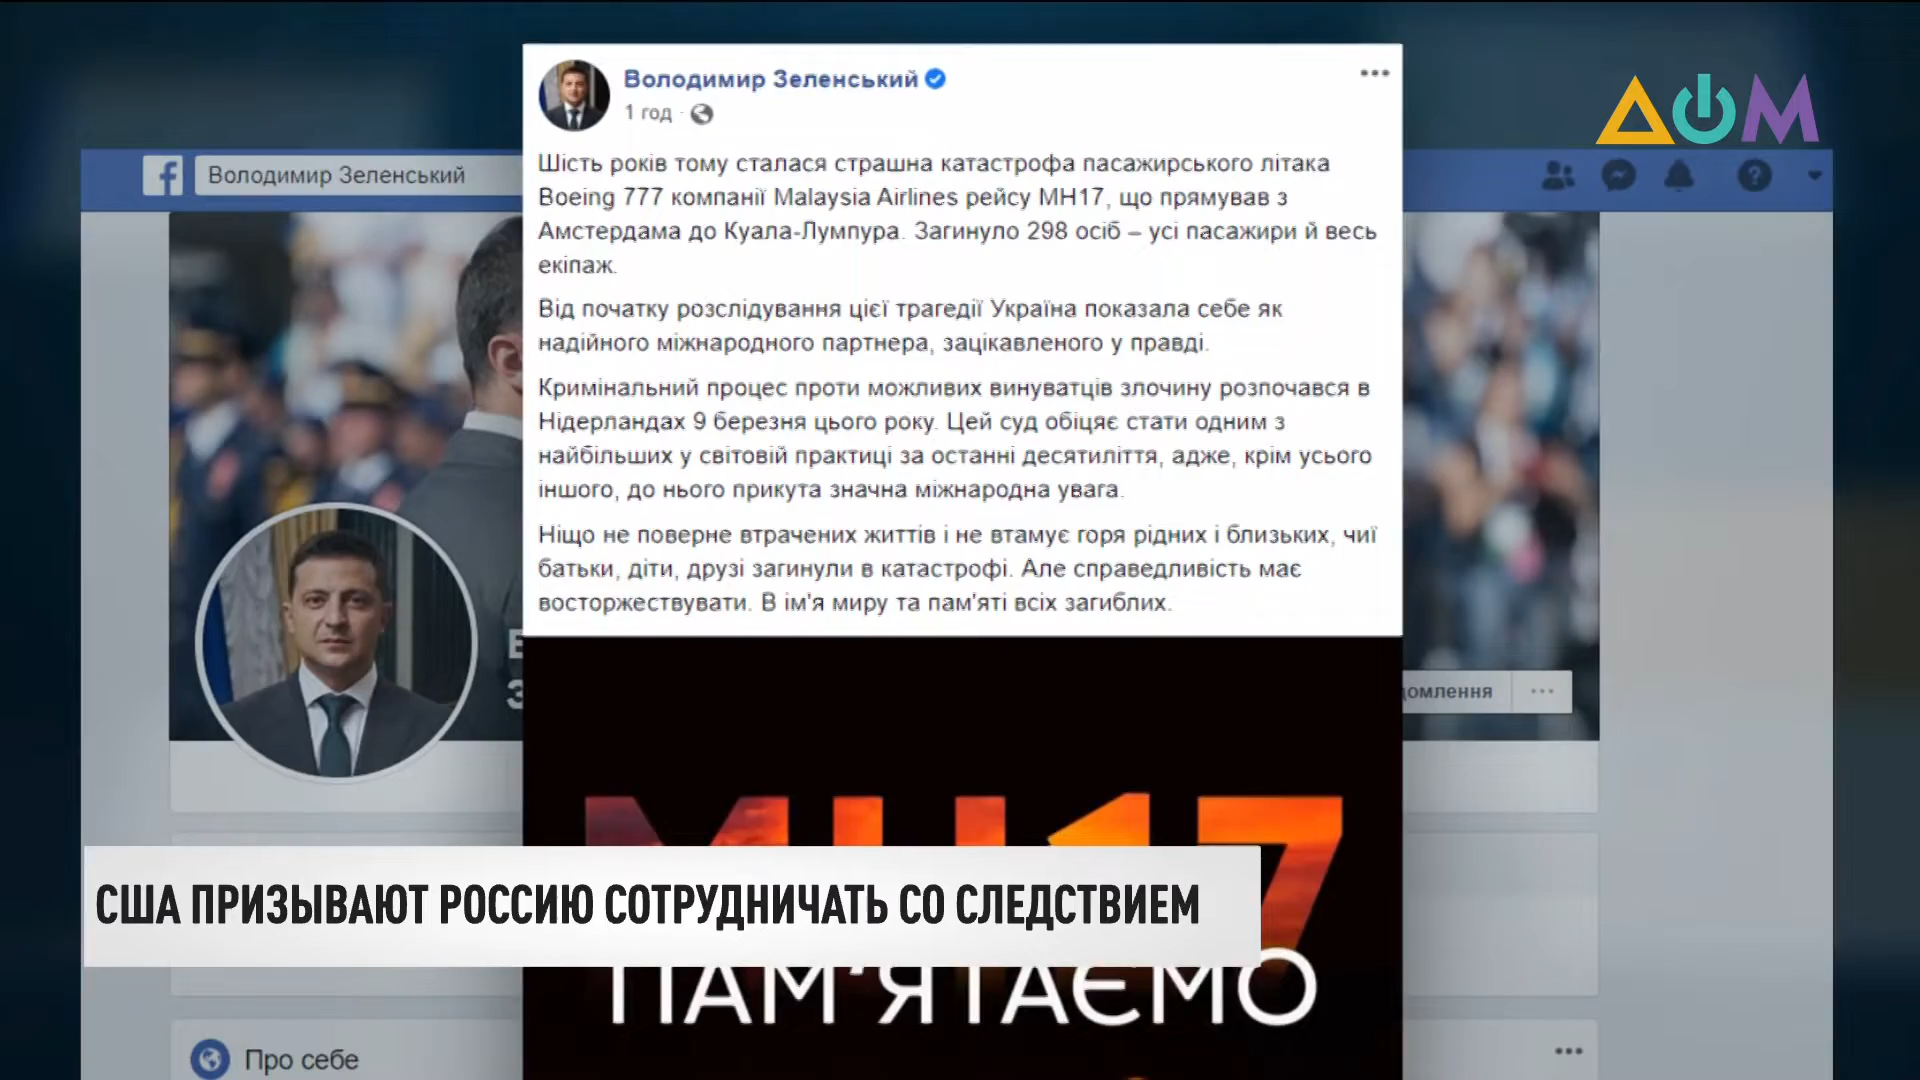 ДОМ
Володимир Зеленський
1 год
Шість років тому сталася страшна катастрофа пасажирського літака
Boeing 777 компанії Malaysia Airlines рейсу MH17, що прямував з
Амстердама до Куала-Лумпура. Загинуло 298 осіб – усі пасажири й весь
екіпаж.
Від початку розслідування цієї трагедії Україна показала себе як
надійного міжнародного партнера, зацікавленого у правді.
Кримінальний процес проти можливих винуватців злочину розпочався в
Нідерландах 9 березня цього року. Цей суд обіцяє стати одним з
найбільших у світовій практиці за останні десятиліття, адже, крім усього
іншого, до нього прикута значна міжнародна увага.
Ніщо не поверне втрачених життів і не втамує горя рідних і близьких, чиї
батьки, діти, друзі загинули в катастрофі. Але справедливість має
восторжествувати. В ім'я миру та пам'яті всіх загиблих.
Володимир Зеленський
домлення
MH17
США ПРИЗЫВАЮТ РОССИЮ СОТРУДНИЧАТЬ СО СЛЕДСТВИЕМ
ПАМ'ЯТАЄМО
Про себе